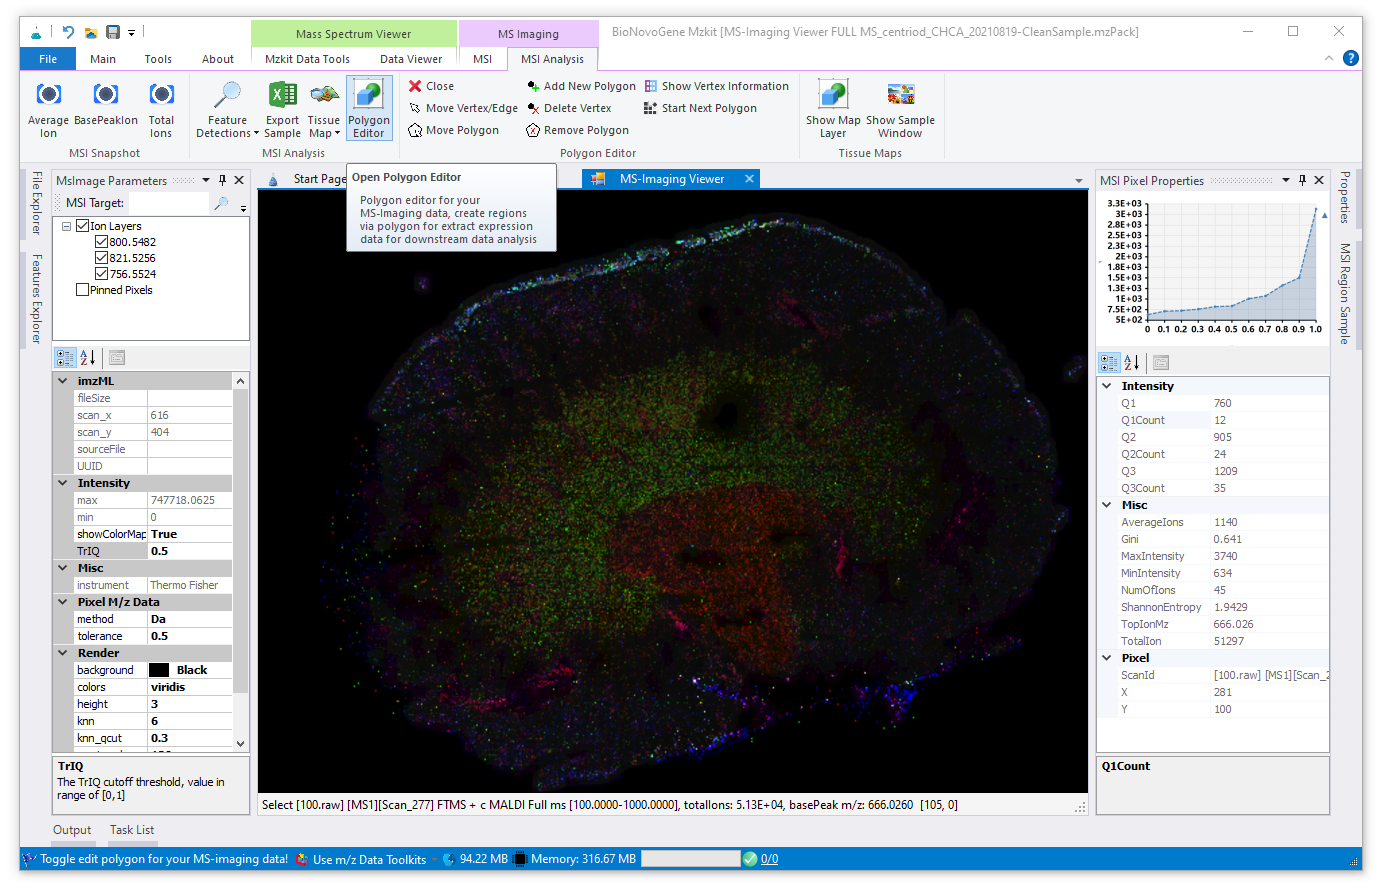 Mass Spectrum Viewer
MS Imaging
BioNovoGene Mzkit [MS-Imaging Viewer FULL MS_centriod_CHCA_20210819-CleanSample.mzPack]
File
Main
Tools
About
Mzkit Data Tools
Data Viewer
MSI
MSI Analysis
Average Ion
BasePeakIon
Total Ions
MSI Snapshot
Feature Detections
Export Sample
Tissue Map
Polygon Editor
MSI Analysis
Close
Move Vertex/Edge
Move Polygon
Add New Polygon
Delete Vertex
Remove Polygon
Show Vertex Information
Start Next Polygon
Polygon Editor
Show Map Layer
Show Sample Window
Tissue Maps
File Explorer
Features Explorer
MsImage Parameters
MSI Target:
Ion Layers
800.5482
821.5256
756.5524
Pinned Pixels
imzML
fileSize
scan_x 616
scan_y 404
sourceFile
UUID
Intensity
max 747718.0625
min 0
showColorMap True
TrIQ 0.5
Misc
instrument Thermo Fisher
Pixel M/z Data
method Da
tolerance 0.5
Render
background Black
colors viridis
height 3
knn 6
knn_qcut 0.3
TrIQ
The TrIQ cutoff threshold, value in
range of [0,1]
Output
Task List
Start Page
MS-Imaging Viewer
Open Polygon Editor
Polygon editor for your
MS-Imaging data, create regions
via polygon for extract expression
data for downstream data analysis
Select [100.raw] [MS1][Scan_277] FTMS + c MALDI Full ms [100.0000-1000.0000], totalIons: 5.13E+04, basePeak m/z: 666.0260 [105, 0]
MSI Pixel Properties
3.3E+03
3E+03
2.8E+03
2.5E+03
2.3E+03
2E+03
1.8E+03
1.5E+03
1.3E+03
1E+03
7.5E+02
5E+02
0 0.1 0.2 0.3 0.4 0.5 0.6 0.7 0.8 0.9 1.0
Intensity
Q1 760
Q1Count 12
Q2 905
Q2Count 24
Q3 1209
Q3Count 35
Misc
AverageIons 1140
Gini 0.641
MaxIntensity 3740
MinIntensity 634
NumOfIons 45
ShannonEntropy 1.9429
TopIonMz 666.026
TotalIon 51297
Pixel
ScanId [100.raw] [MS1][Scan_2
X 281
Y 100
Q1Count
Properties
MSI Region Sample
Toggle edit polygon for your MS-imaging data!
Use m/z Data Toolkits
94.22 MB
Memory: 316.67 MB
0/0